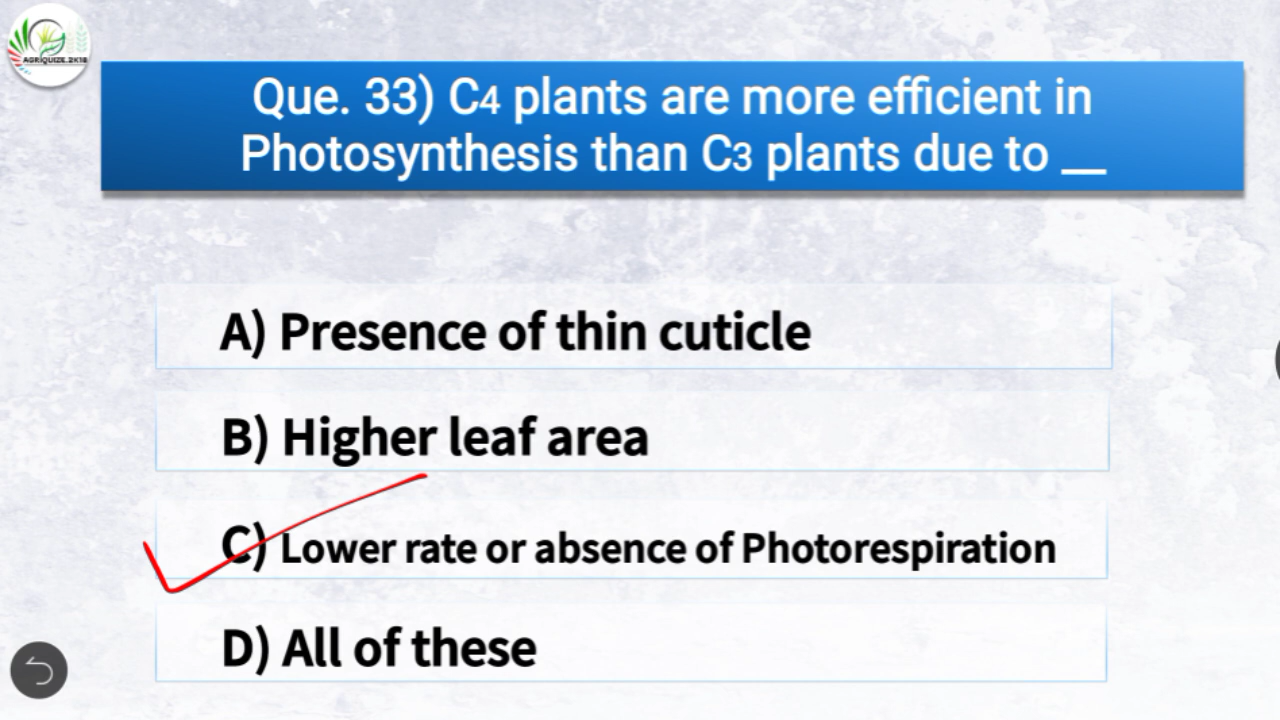 AGRIQUIZE.2K18
Que. 33) C4 plants are more efficient in
Photosynthesis than C3 plants due to __
A) Presence of thin cuticle
B) Higher leaf area
C) Lower rate or absence of Photorespiration
D) All of these